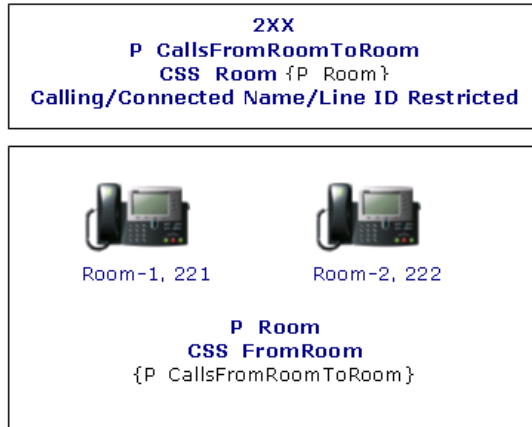 2XX
P CallsFromRoomToRoom
CSS Room {P Room}
Calling/Connected Name/Line ID Restricted
Room-1, 221
Room-2, 222
P Room
CSS FromRoom
{P CallsFromRoomToRoom}